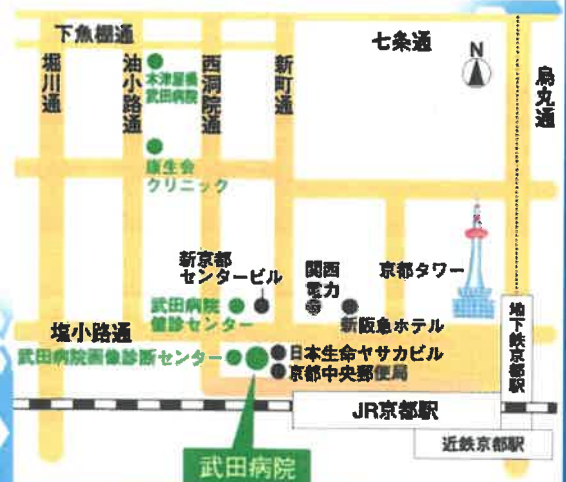 下魚棚通
七条通
N
堀川通
油小路通
西洞院通
新町通
烏丸通
木津屋橋
武田病院
康生会
クリニック
新京都
センタービル
関西
電力
京都タワー
武田病院
健診センター
新阪急ホテル
塩小路通
地下鉄京都駅
武田病院画像診断センター
日本生命ヤサカビル
京都中央郵便局
JR京都駅
近鉄京都駅
武田病院